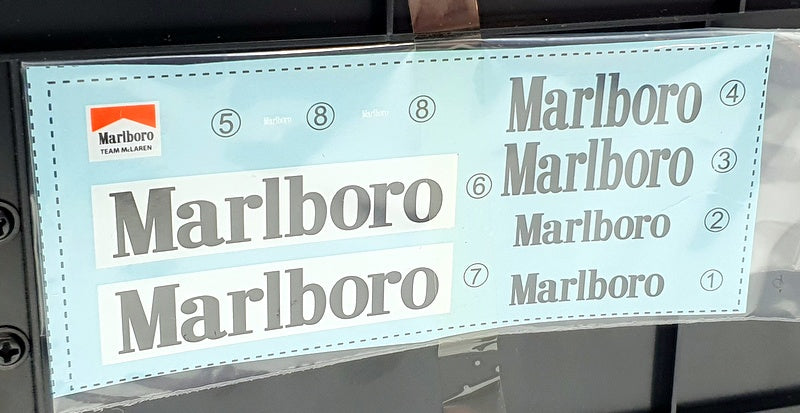 Marlboro
TEAM McLAREN
5
Marlboro 8
Marlboro 8
Marlboro 4
Marlboro 3
Marlboro 6
Marlboro 2
Marlboro 7
Marlboro 1